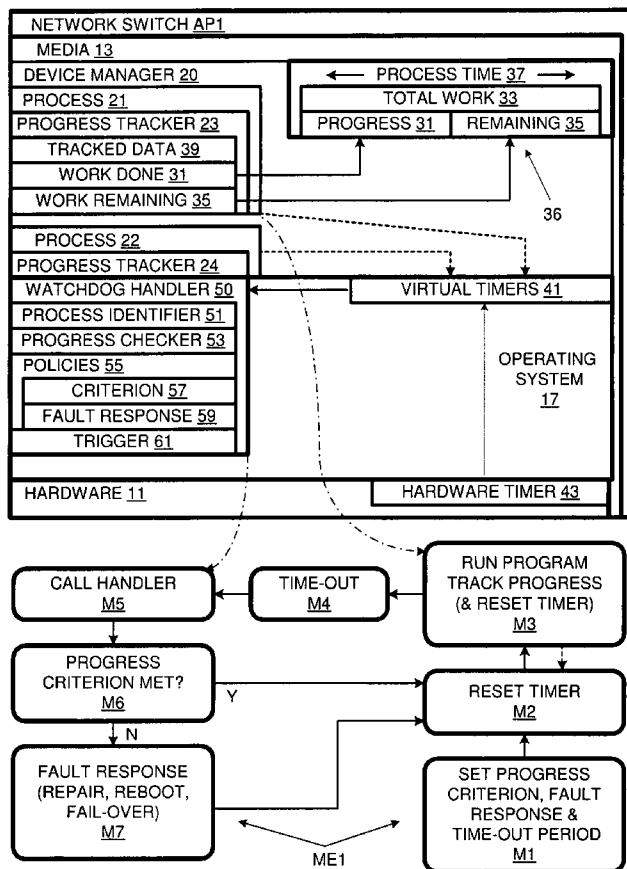 NETWORK SWITCH AP1
MEDIA 13
DEVICE MANAGER 20
PROCESS 21
PROGRESS TRACKER 23
TRACKED DATA 39
WORK DONE 31
WORK REMAINING 35
PROCESS TIME 37
TOTAL WORK 33
PROGRESS 31
REMAINING 35
36
PROCESS 22
PROGRESS TRACKER 24
WATCHDOG HANDLER 50
PROCESS IDENTIFIER 51
PROGRESS CHECKER 53
POLICIES 55
CRITERION 57
FAULT RESPONSE 59
TRIGGER 61
VIRTUAL TIMERS 41
OPERATING
SYSTEM
17
HARDWARE 11
HARDWARE TIMER 43
CALL HANDLER
M5
TIME-OUT
M4
RUN PROGRAM
TRACK PROGRESS
(& RESET TIMER)
M3
PROGRESS
CRITERION MET?
M6
Y
N
RESET TIMER
M2
FAULT RESPONSE
(REPAIR, REBOOT,
FAIL-OVER)
M7
ME1
SET PROGRESS
CRITERION, FAULT
RESPONSE &
TIME-OUT PERIOD
M1